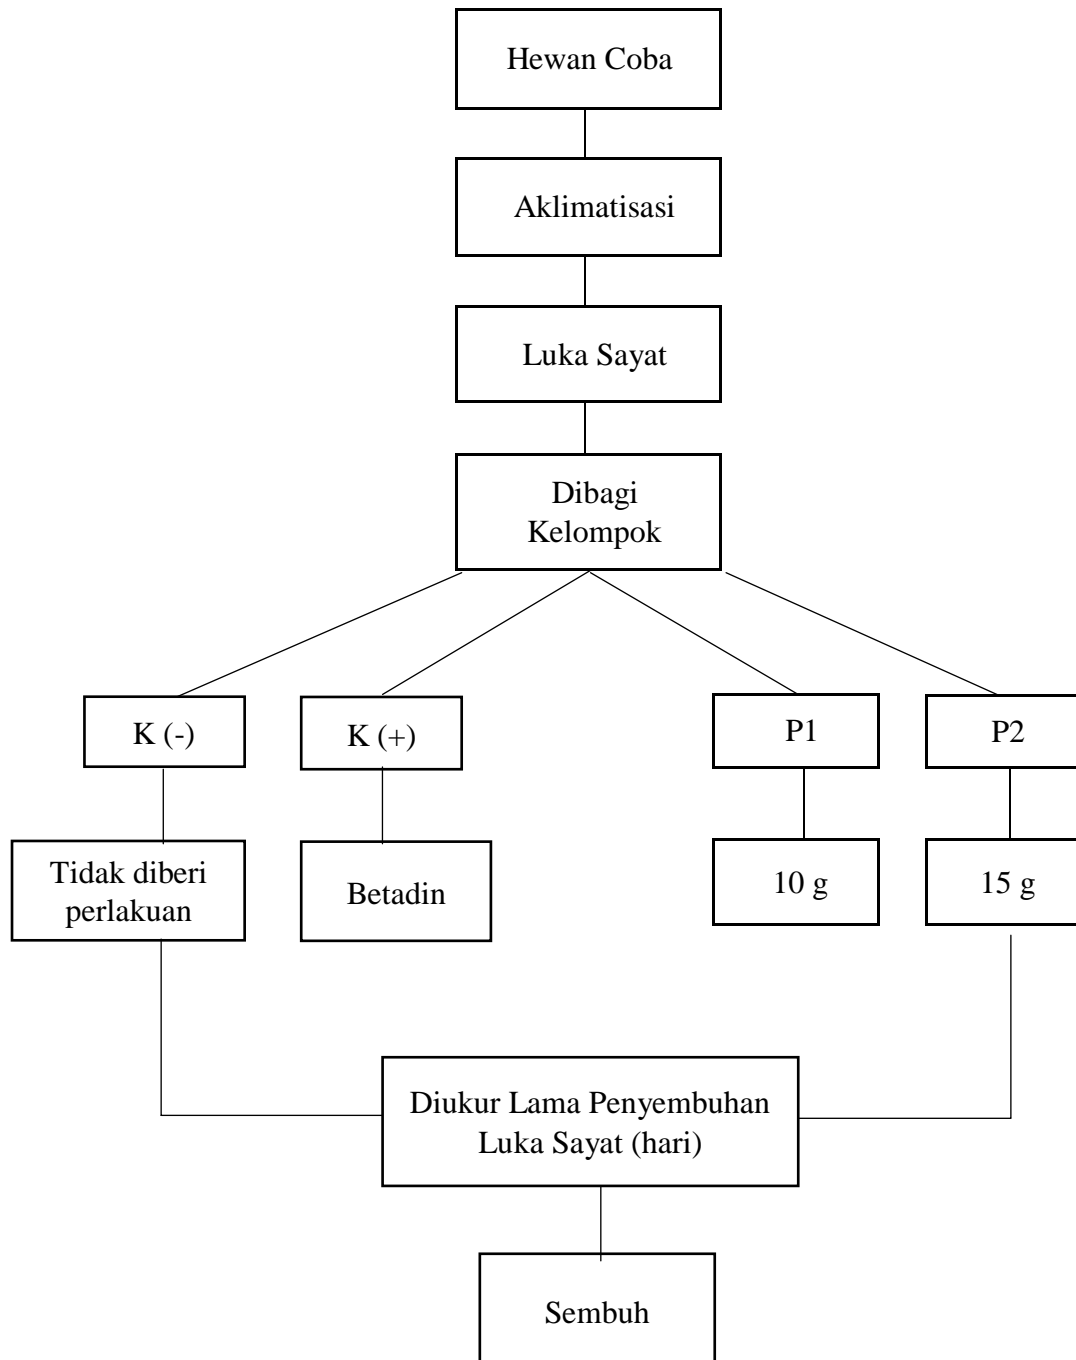 Hewan Coba
Aklimatisasi
Luka Sayat
Dibagi
Kelompok
K (-)
K (+)
P1
P2
Tidak diberi
perlakuan
Betadin
10 g
15 g
Diukur Lama Penyembuhan
Luka Sayat (hari)
Sembuh